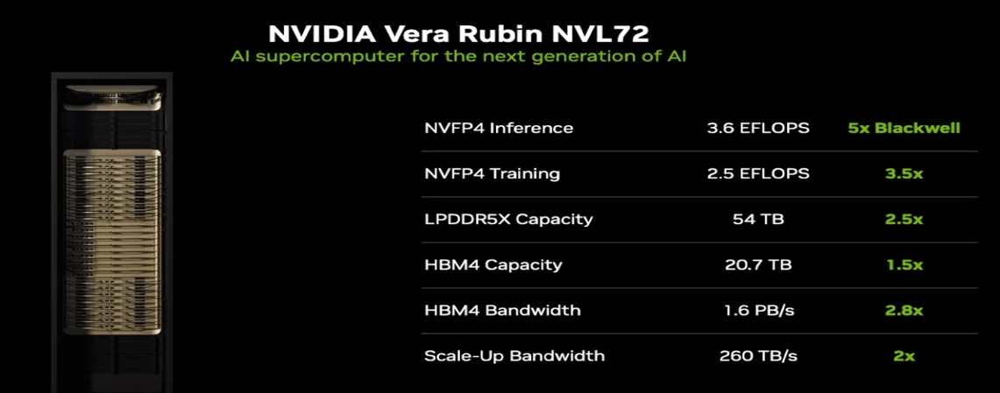 NVIDIA Vera Rubin NVL72
AI supercomputer for the next generation of AI
NVFP4 Inference 3.6 EFLOPS 5x Blackwell
NVFP4 Training 2.5 EFLOPS 3.5x
LPDDR5X Capacity 54 TB 2.5x
HBM4 Capacity 20.7 TB 1.5x
HBM4 Bandwidth 1.6 PB/s 2.8x
Scale-Up Bandwidth 260 TB/s 2x